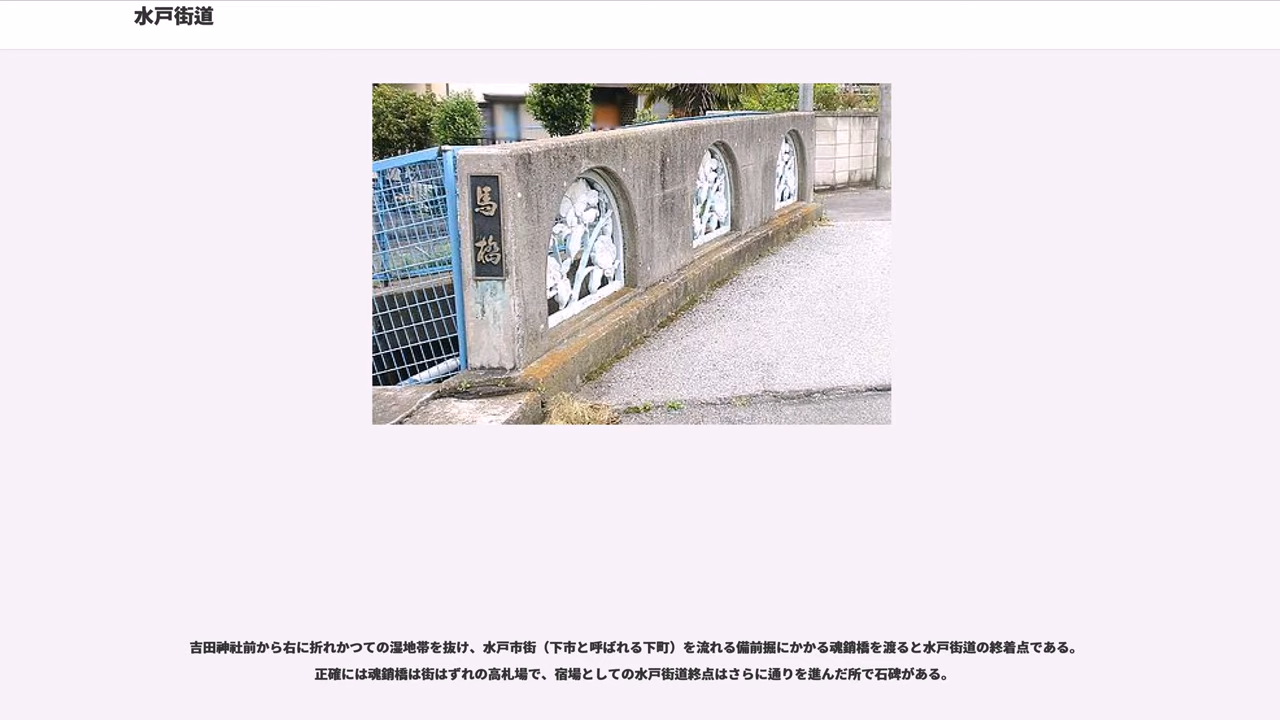 水戸街道
馬橋
吉田神社前から右に折れかつての湿地帯を抜け、水戸市街（下市と呼ばれる下町）を流れる備前掘にかかる魂銷橋を渡ると水戸街道の終着点である。
正確には魂銷橋は街はずれの高札場で、宿場としての水戸街道終点はさらに通りを進んだ所で石碑がある。